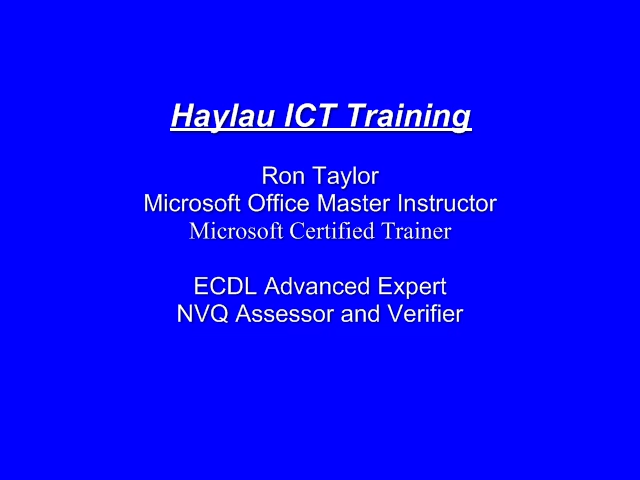 Haylau ICT Training
Ron Taylor
Microsoft Office Master Instructor
Microsoft Certified Trainer
ECDL Advanced Expert
NVQ Assessor and Verifier